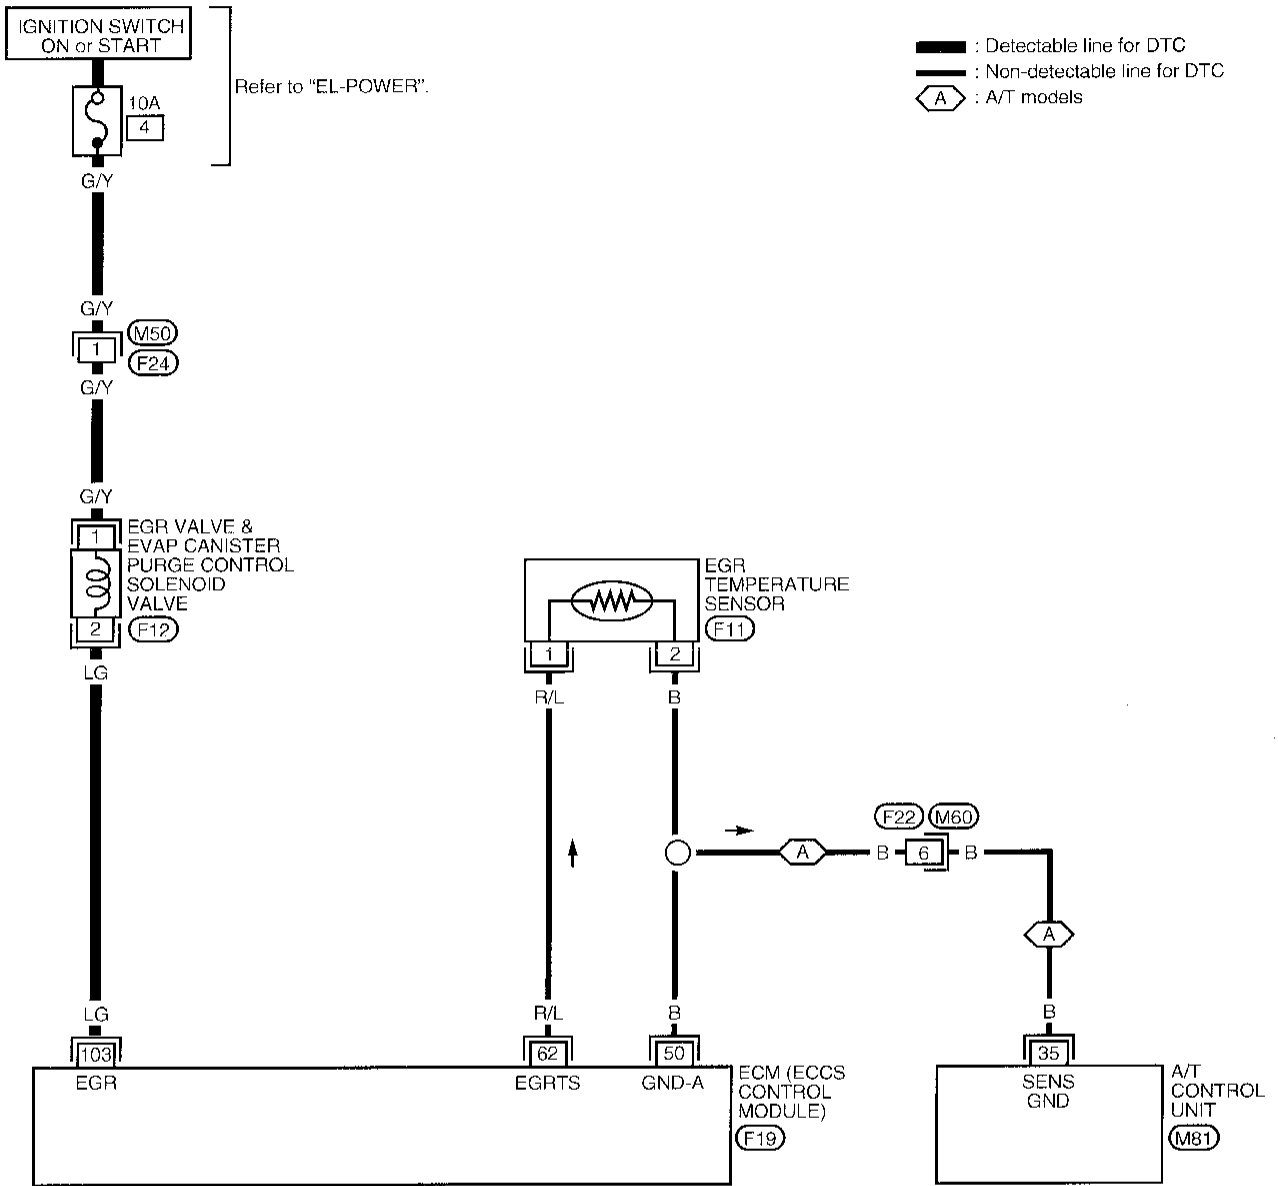 IGNITION SWITCH
ON or START
Refer to "EL-POWER".
10A
4
: Detectable line for DTC
: Non-detectable line for DTC
A : A/T models
G/Y
G/Y
1
M50
F24
G/Y
G/Y
1
EGR VALVE &
EVAP CANISTER
PURGE CONTROL
SOLENOID
VALVE
2
F12
LG
EGR
TEMPERATURE
SENSOR
F11
1
2
R/L
B
F22
M60
A
B
6
B
A
LG
R/L
B
B
103
62
50
35
EGR
EGRTS
GND-A
ECM (ECCS
CONTROL
MODULE)
F19
SENS
GND
A/T
CONTROL
UNIT
M81